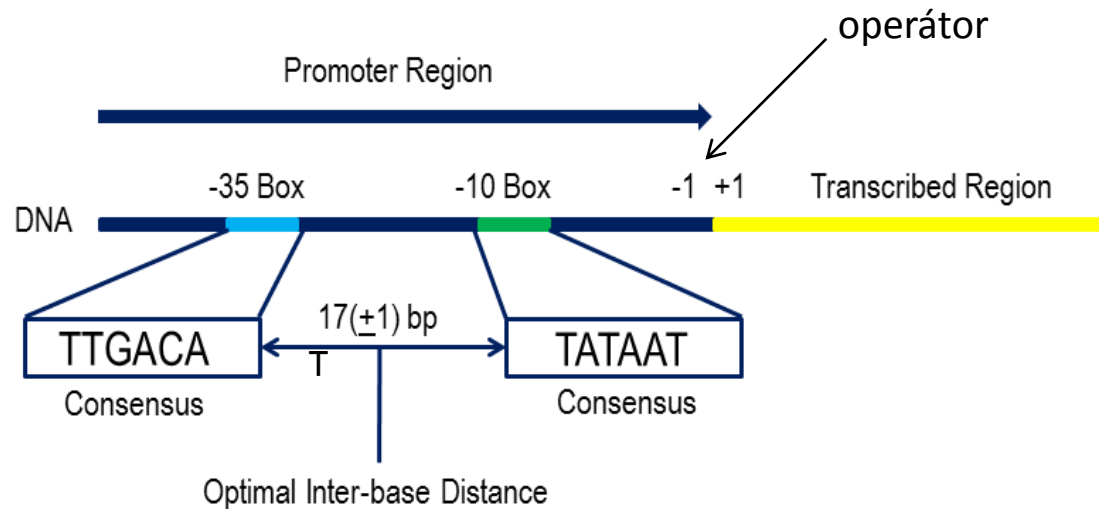 operátor
Promoter Region
-35 Box
-10 Box
-1 +1
Transcribed Region
DNA
TTGACA
17(±1) bp
T
TATAAT
Consensus
Consensus
Optimal Inter-base Distance